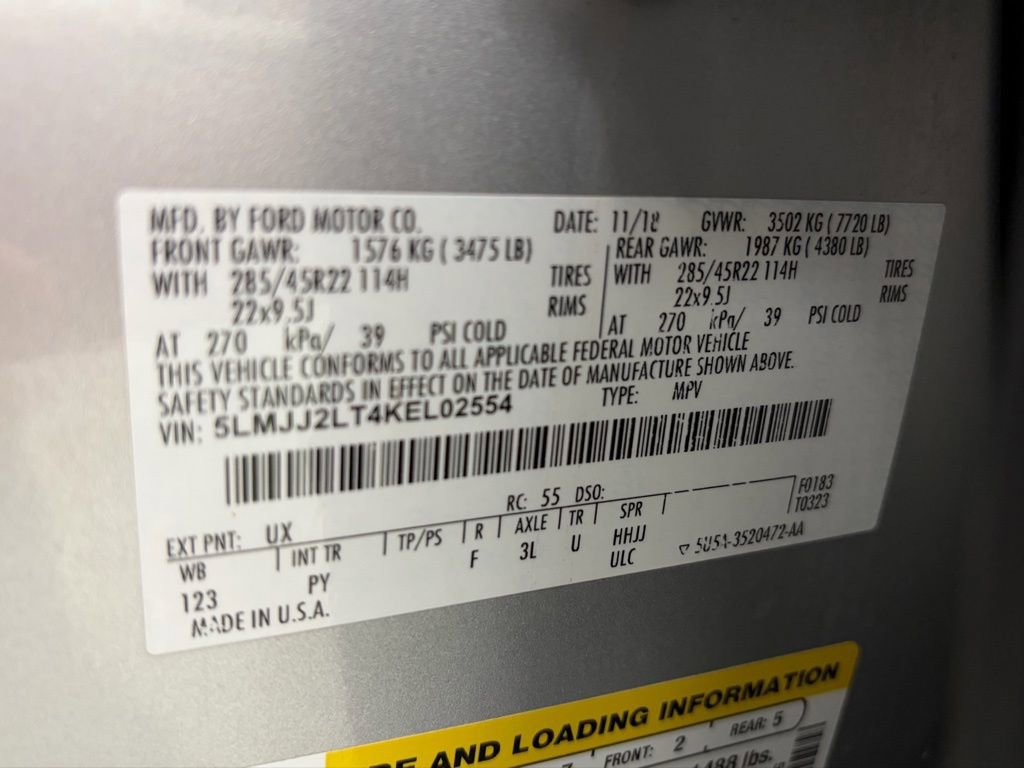 MFD. BY FORD MOTOR CO. DATE: 11/18 GVWR: 3502 KG ( 7720 LB)
FRONT GAWR: 1576 KG ( 3475 LB) REAR GAWR: 1987 KG ( 4380 LB)
WITH 285/45R22 114H TIRES WITH 285/45R22 114H TIRES
22x9.5J RIMS 22x9.5J RIMS
AT 270 kPa/ 39 PSI COLD AT 270 kPa/ 39 PSI COLD
THIS VEHICLE CONFORMS TO ALL APPLICABLE FEDERAL MOTOR VEHICLE
SAFETY STANDARDS IN EFFECT ON THE DATE OF MANUFACTURE SHOWN ABOVE.
VIN: 5LMJJ2LT4KEL02554 TYPE: MPV
RC: 55 DSO: F0183
EXT PNT: UX T0323
WB INT TR TP/PS R AXLE TR SPR
123 PY F 3L U HHJJ
ULC
MADE IN U.S.A.
AND LOADING INFORMATION
FRONT: 2 REAR: 5
lbs.